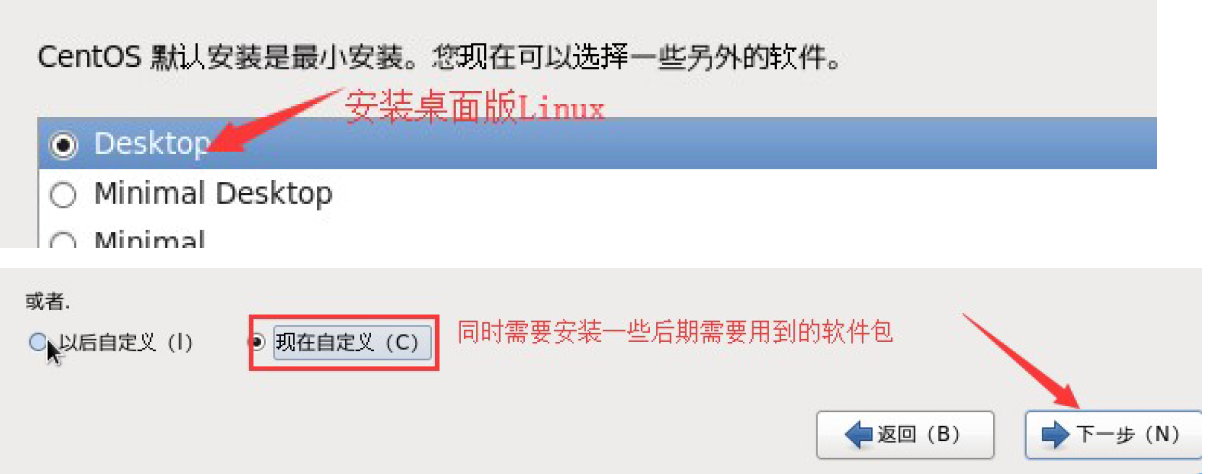 CentOS 默认安装是最小安装。您现在可以选择一些另外的软件。
安装桌面版Linux
Desktop
Minimal Desktop
Minimal
或者.
以后自定义（l） 现在自定义（C） 同时需要安装一些后期需要用到的软件包
返回（B） 下一步（N）